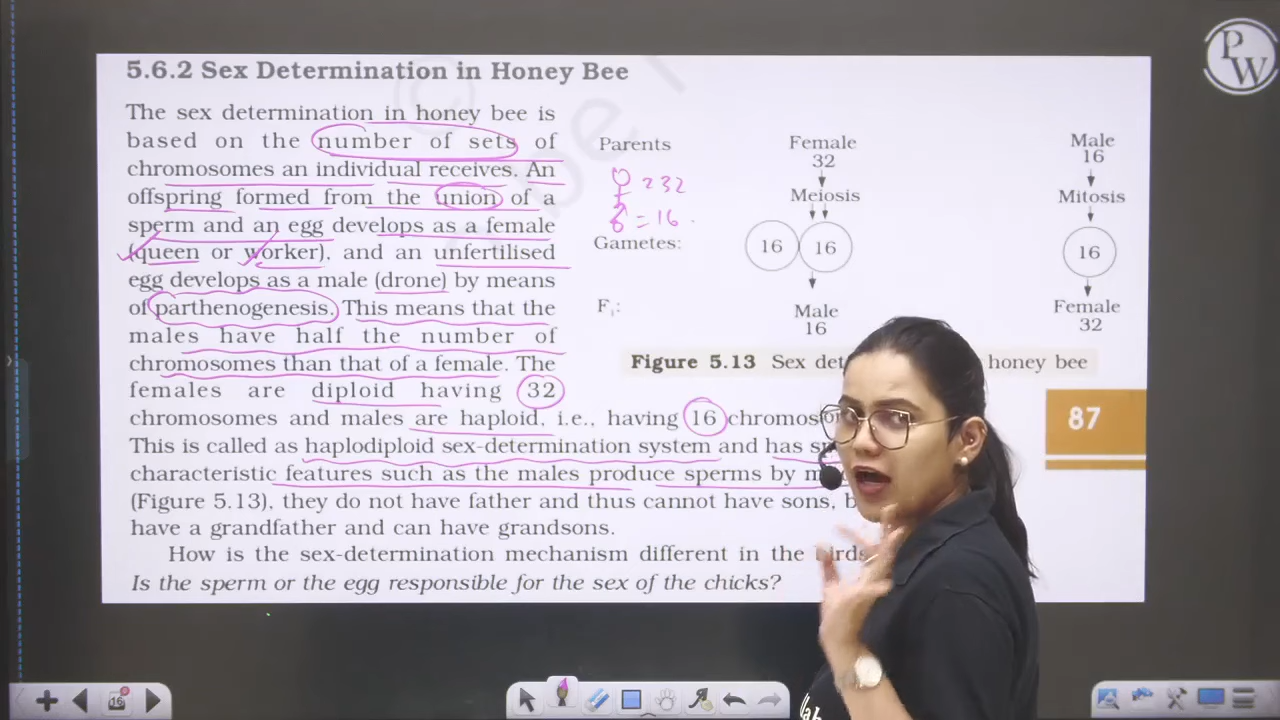 PW
5.6.2 Sex Determination in Honey Bee
The sex determination in honey bee is
based on the number of sets of
chromosomes an individual receives. An
offspring formed from the union of a
sperm and an egg develops as a female
(queen or worker), and an unfertilised
egg develops as a male (drone) by means
of parthenogenesis. This means that the
males have half the number of
chromosomes than that of a female. The
females are diploid having 32
chromosomes and males are haploid, i.e., having 16
This is called as haplodiploid sex-determination system and has
characteristic features such as the males produce sperms by
(Figure 5.13), they do not have father and thus cannot have sons,
have a grandfather and can have grandsons.
How is the sex-determination mechanism different in the
Is the sperm or the egg responsible for the sex of the chicks?
Parents
Female
32
Male
16
♀ = 32
♂ = 16
Meiosis
Mitosis
Gametes:
16
16
16
F₁:
Male
16
Female
32
Figure 5.13 Sex honey bee
87
16